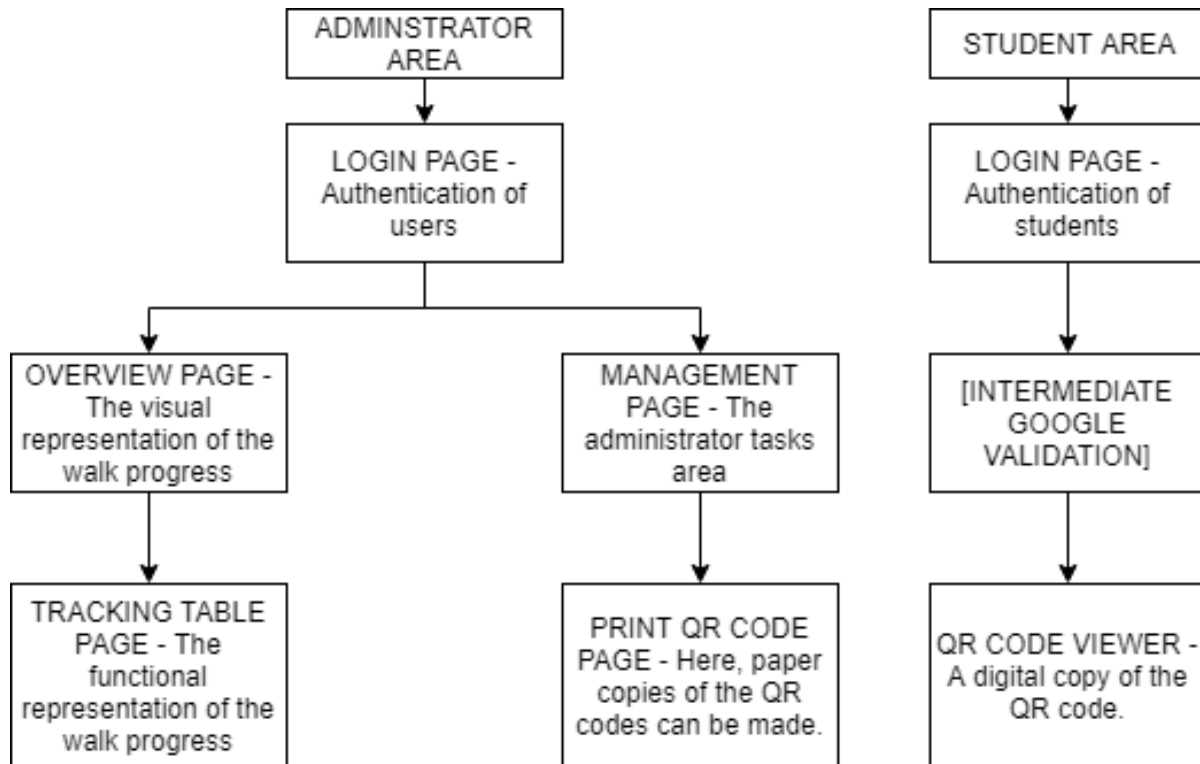 ADMINSTRATOR
AREA
STUDENT AREA
LOGIN PAGE -
Authentication of
users
LOGIN PAGE -
Authentication of
students
OVERVIEW PAGE -
The visual
representation of the
walk progress
MANAGEMENT
PAGE - The
administrator tasks
area
[INTERMEDIATE
GOOGLE
VALIDATION]
TRACKING TABLE
PAGE - The
functional
representation of the
walk progress
PRINT QR CODE
PAGE - Here, paper
copies of the QR
codes can be made.
QR CODE VIEWER -
A digital copy of the
QR code.